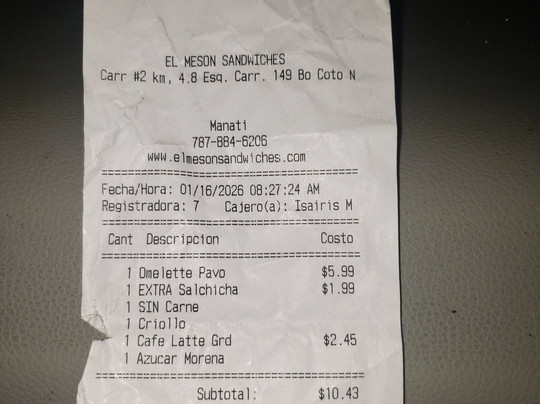 EL MESON SANDWICHES
Carr #2 km, 4.8 Esq. Carr. 149 Bo Coto N
Manati
787-884-6206
www.elmesonsandwiches.com
Fecha/Hora: 01/16/2026 08:27:24 AM
Registradora: 7 Cajero(a): Isairis M
Cant Descripcion Costo
1 Omelette Pavo $5.99
1 EXTRA Salchicha $1.99
1 SIN Carne
1 Criollo
1 Cafe Latte Grd $2.45
1 Azucar Morena
Subtotal: $10.43